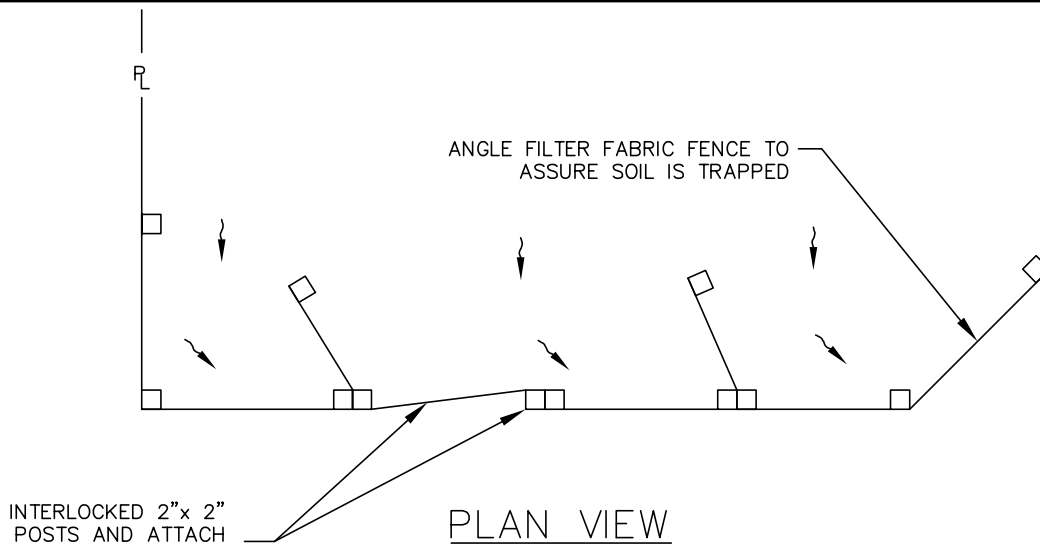 PL
ANGLE FILTER FABRIC FENCE TO
ASSURE SOIL IS TRAPPED
INTERLOCKED 2”x 2”
POSTS AND ATTACH
PLAN VIEW